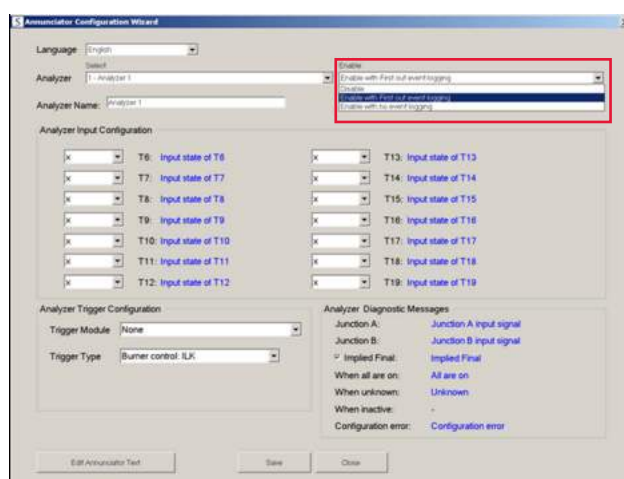 S Annunciator Configuration Wizard
Language English
Select
Enable
Analyzer 1 - Analyzer 1 Enable with First out event logging
Disable
Enable with First out event logging
Enable with no event logging
Analyzer Name: Analyzer 1
Analyzer Input Configuration
x T6: Input state of T6 x T13: Input state of T13
x T7: Input state of T7 x T14: Input state of T14
x T8: Input state of T8 x T15: Input state of T15
x T9: Input state of T9 x T16: Input state of T16
x T10: Input state of T10 x T17: Input state of T17
x T11: Input state of T11 x T18: Input state of T18
x T12: Input state of T12 x T19: Input state of T19
Analyzer Trigger Configuration
Trigger Module None
Trigger Type Burner control: ILK
Analyzer Diagnostic Messages
Junction A: Junction A input signal
Junction B: Junction B input signal
Implied Final: Implied Final
When all are on: All are on
When unknown: Unknown
When inactive: -
Configuration error: Configuration error
Edit Annunciator Text Save Close